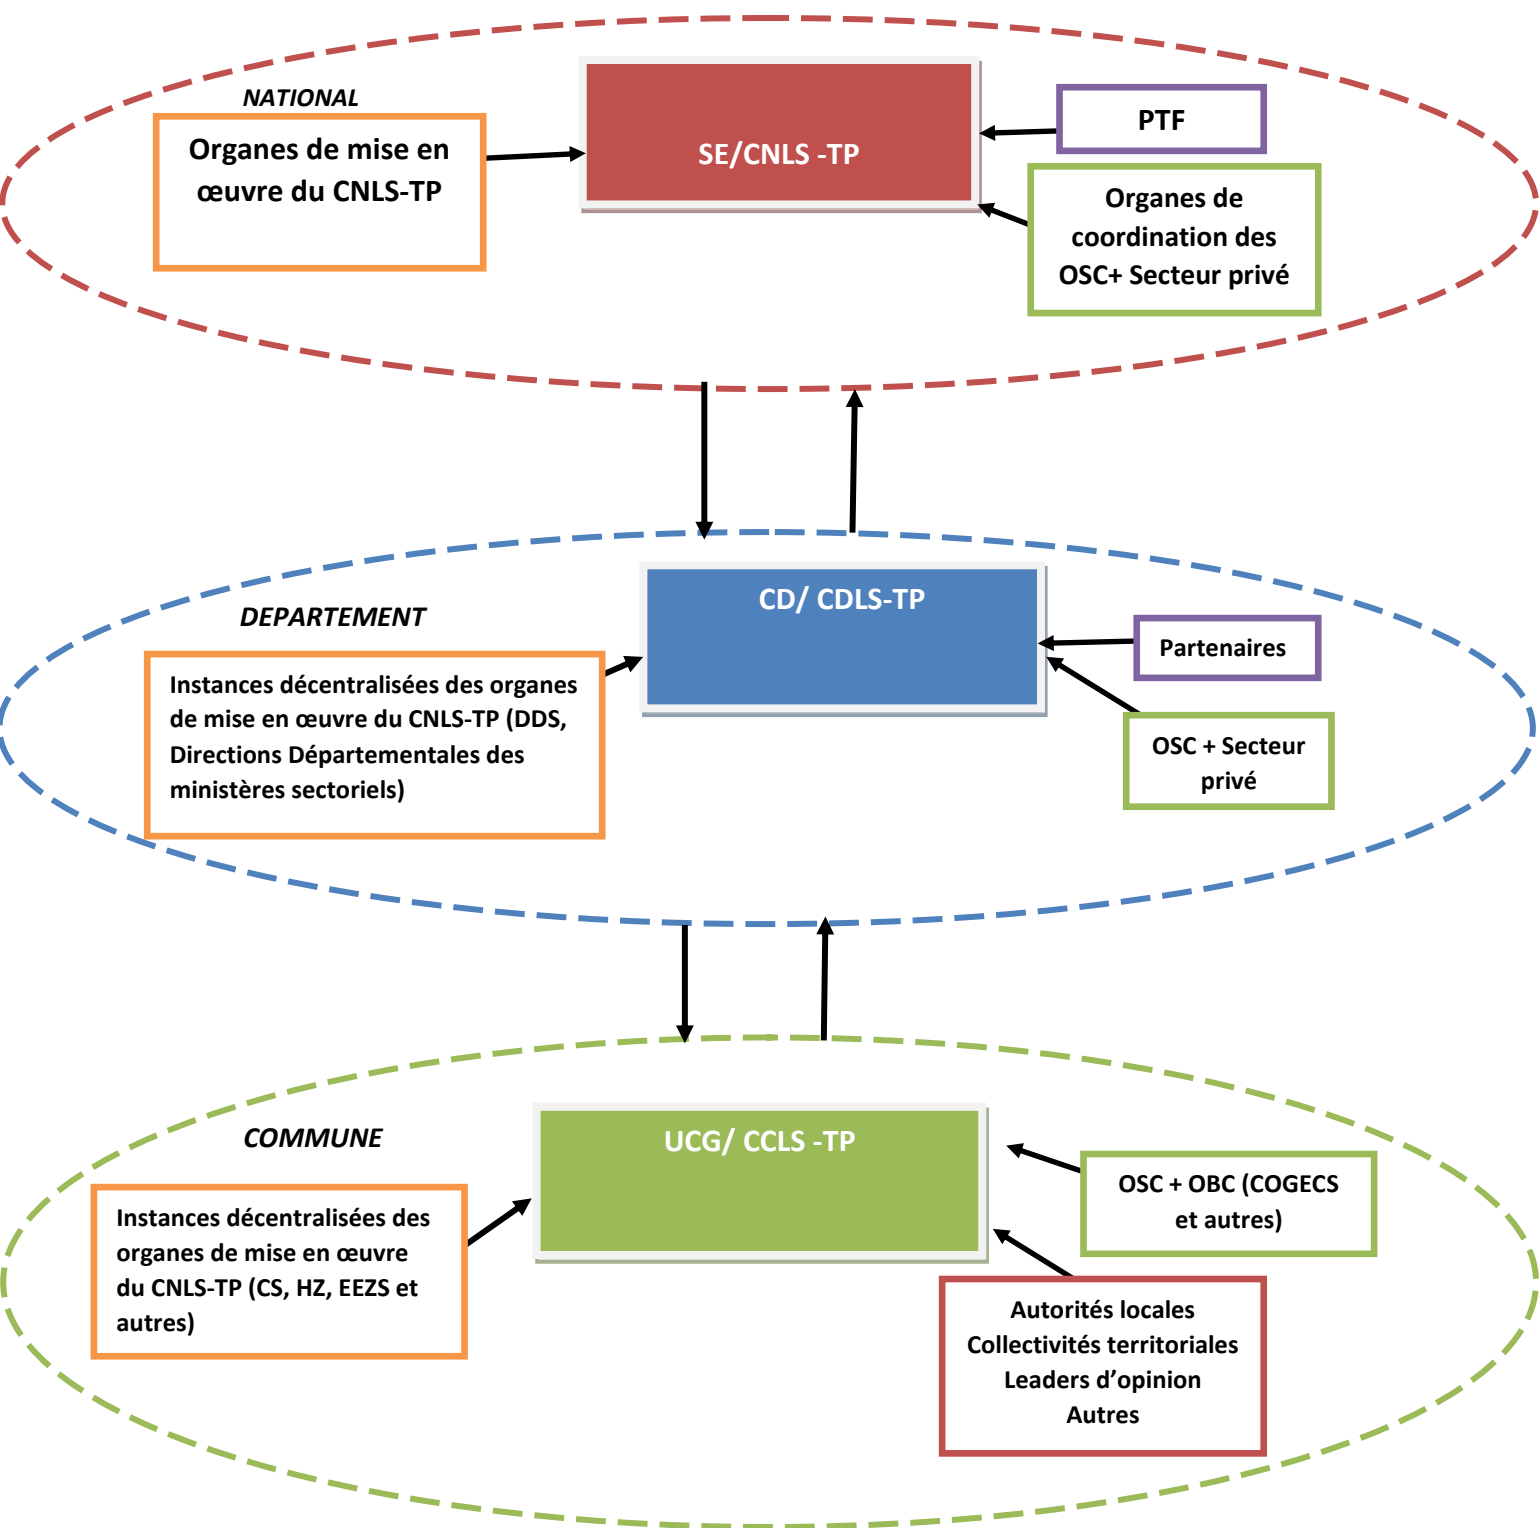 NATIONAL
Organes de mise en
œuvre du CNLS-TP
SE/CNLS -TP
PTF
Organes de
coordination des
OSC+ Secteur privé
DEPARTEMENT
Instances décentralisées des organes
de mise en œuvre du CNLS-TP (DDS,
Directions Départementales des
ministères sectoriels)
CD/ CDLS-TP
Partenaires
OSC + Secteur
privé
COMMUNE
Instances décentralisées des
organes de mise en œuvre
du CNLS-TP (CS, HZ, EEZS et
autres)
UCG/ CCLS -TP
OSC + OBC (COGECS
et autres)
Autorités locales
Collectivités territoriales
Leaders d’opinion
Autres